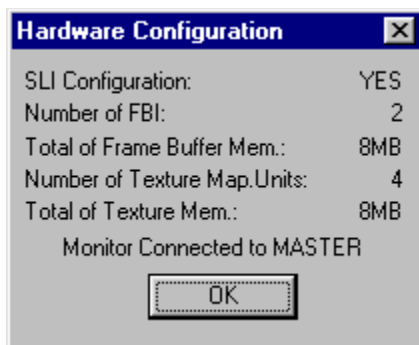 Hardware Configuration
SLI Configuration: YES
Number of FBI: 2
Total of Frame Buffer Mem.: 8MB
Number of Texture Map.Units: 4
Total of Texture Mem.: 8MB
Monitor Connected to MASTER
OK